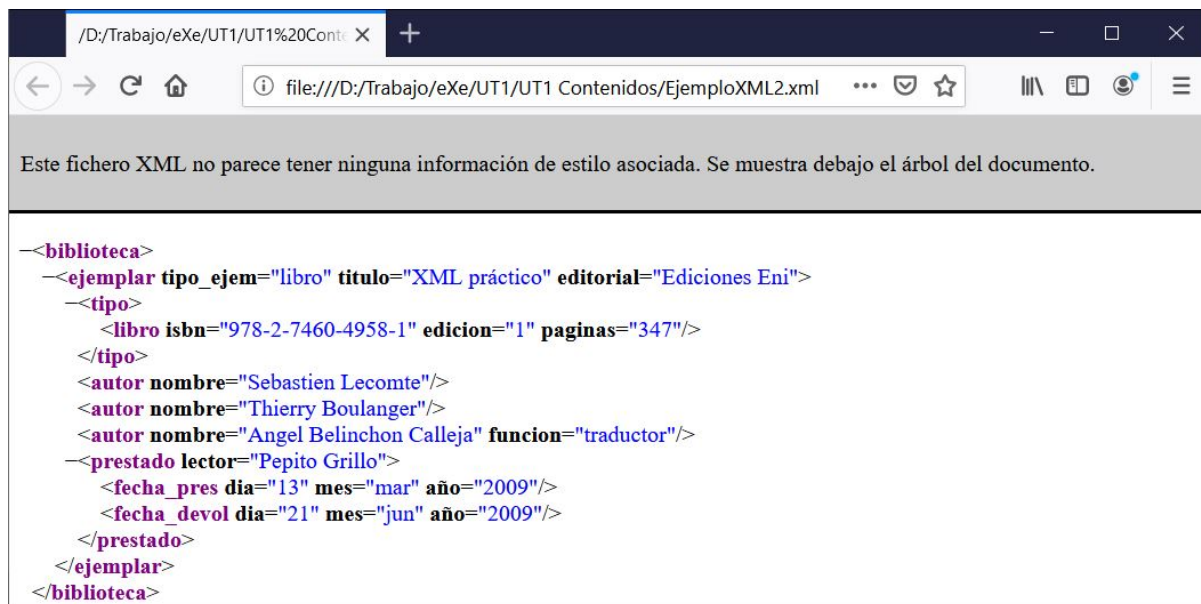 /D:/Trabajo/eXe/UT1/UT1%20Conte
file:///D:/Trabajo/eXe/UT1/UT1 Contenidos/EjemploXML2.xml
Este fichero XML no parece tener ninguna información de estilo asociada. Se muestra debajo el árbol del documento.
−<biblioteca>
−<ejemplar tipo_ejem="libro" titulo="XML práctico" editorial="Ediciones Eni">
−<tipo>
<libro isbn="978-2-7460-4958-1" edicion="1" paginas="347"/>
</tipo>
<autor nombre="Sebastien Lecomte"/>
<autor nombre="Thierry Boulanger"/>
<autor nombre="Angel Belinchon Calleja" funcion="traductor"/>
−<prestado lector="Pepito Grillo">
<fecha_pres dia="13" mes="mar" año="2009"/>
<fecha_devol dia="21" mes="jun" año="2009"/>
</prestado>
</ejemplar>
</biblioteca>